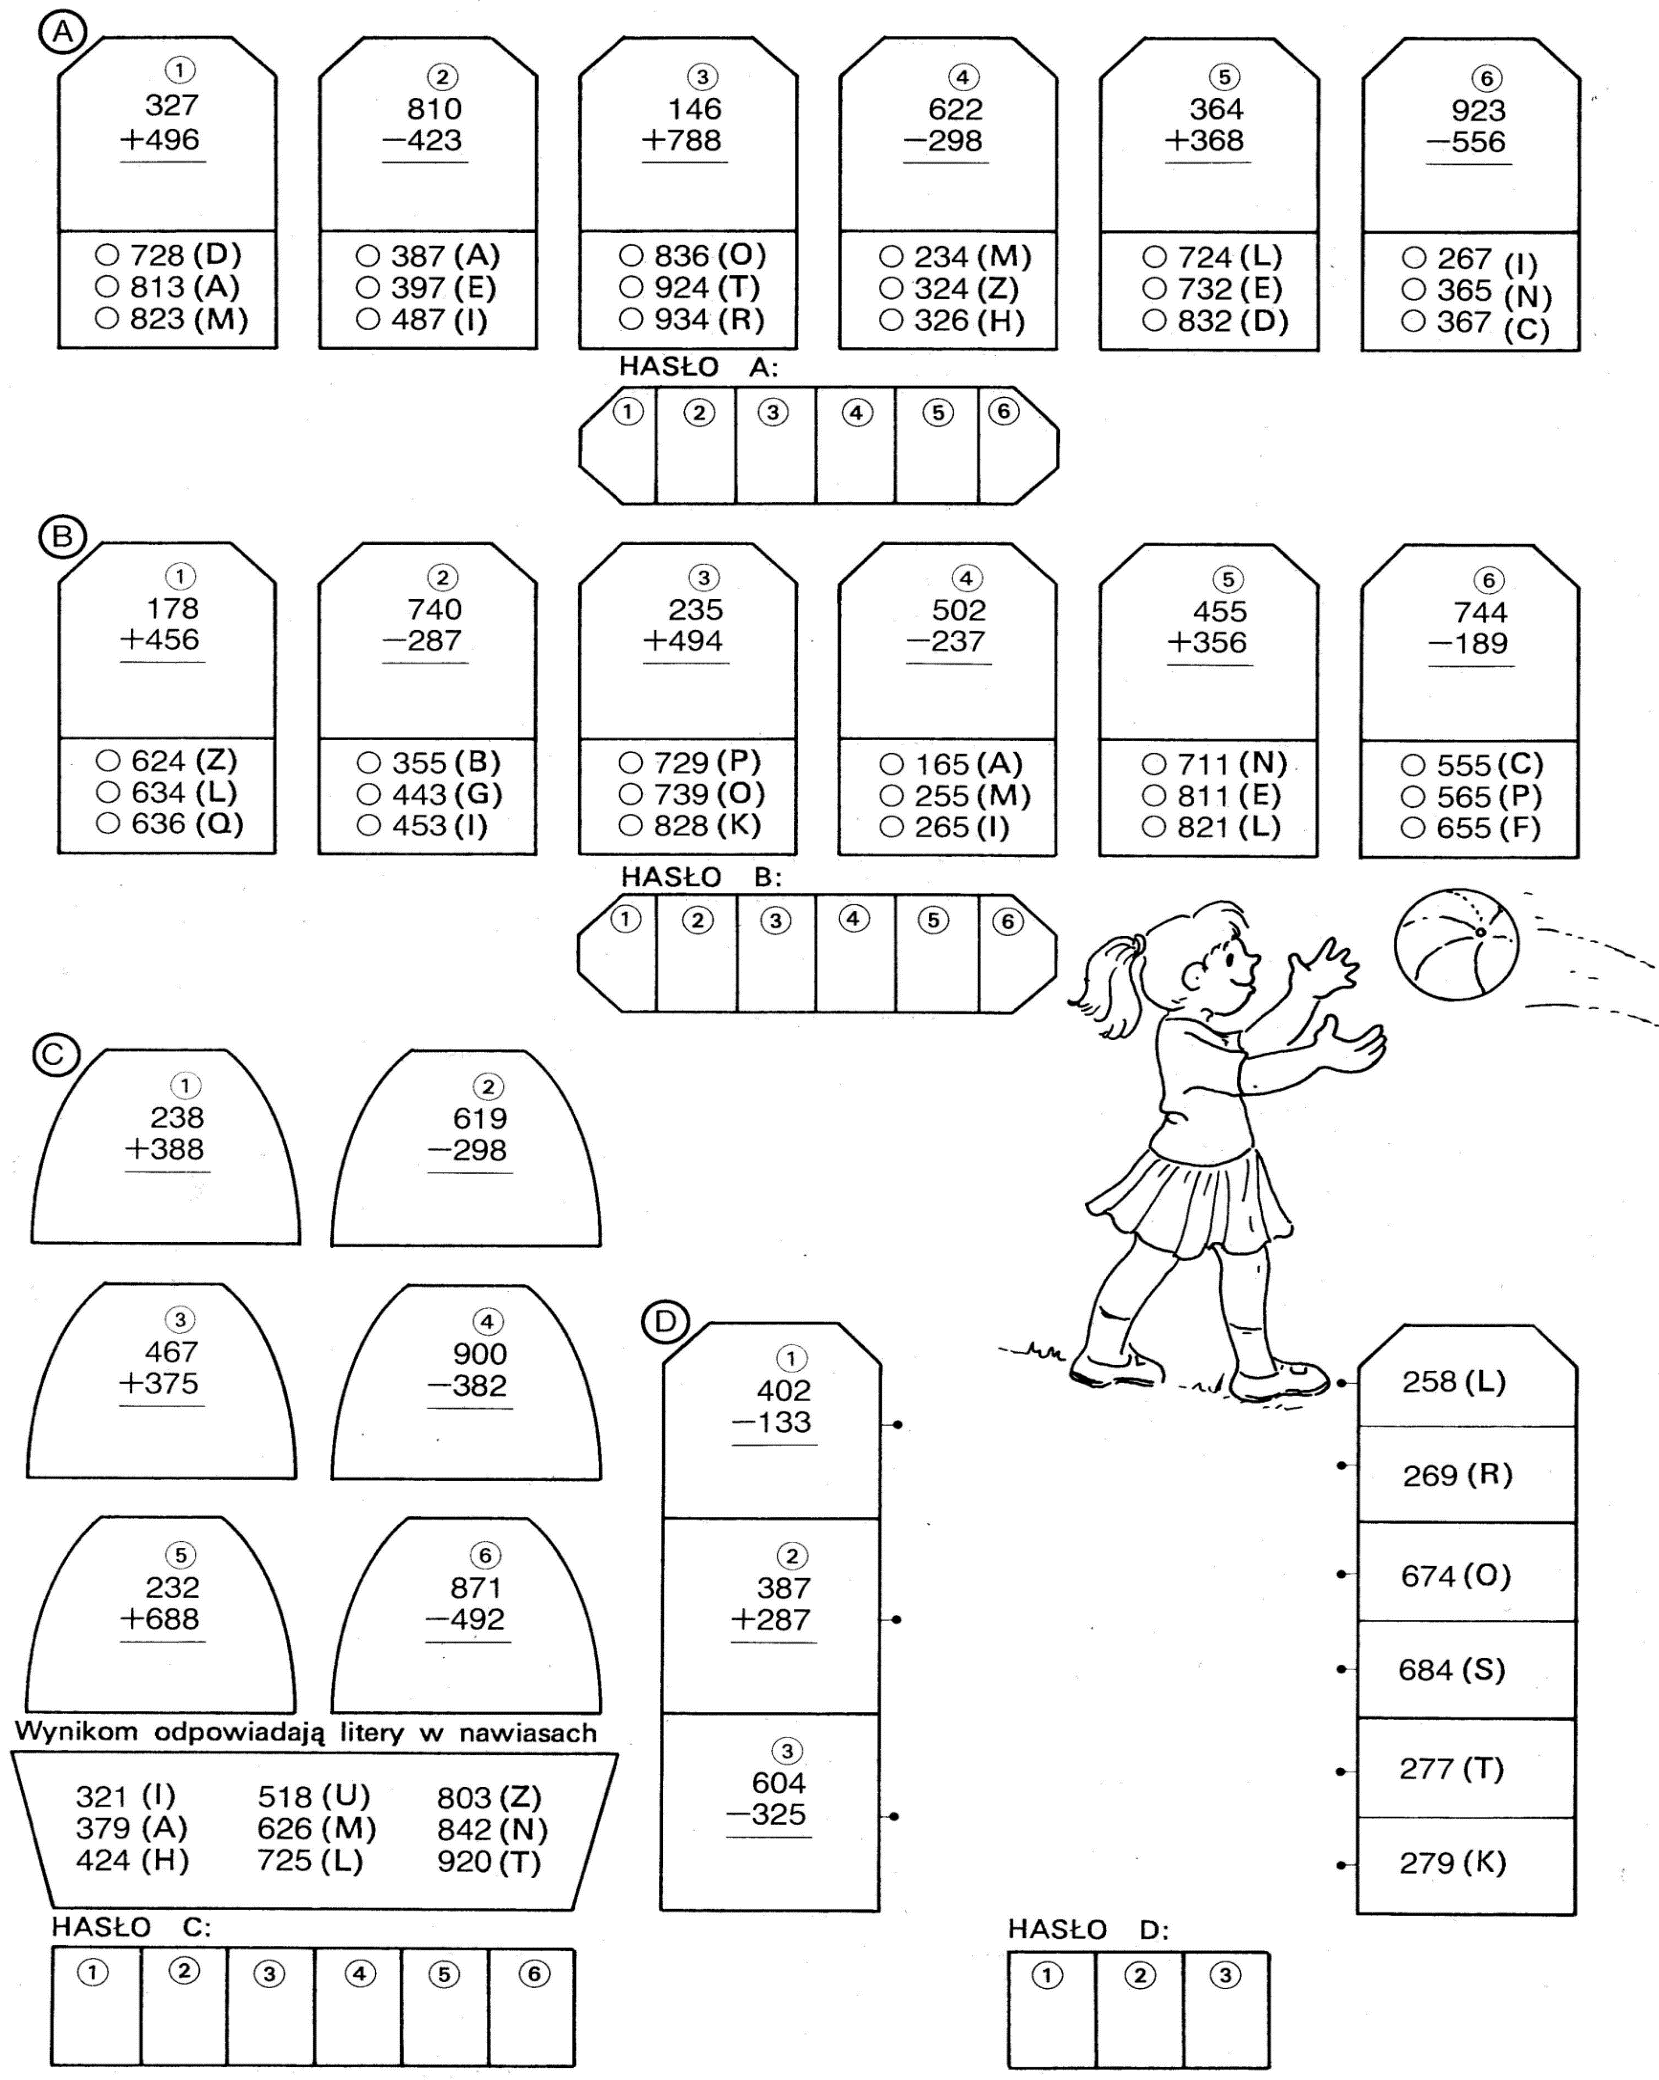 A
① ② ③ ④ ⑤ ⑥
327 810 146 622 364 923
+496 −423 +788 −298 +368 −556
728 (D) 387 (A) 836 (O) 234 (M) 724 (L) 267 (I)
813 (A) 397 (E) 924 (T) 324 (Z) 732 (E) 365 (N)
823 (M) 487 (I) 934 (R) 326 (H) 832 (D) 367 (C)
HASŁO A:
① ② ③ ④ ⑤ ⑥
B
① ② ③ ④ ⑤ ⑥
178 740 235 502 455 744
+456 −287 +494 −237 +356 −189
624 (Z) 355 (B) 729 (P) 165 (A) 711 (N) 555 (C)
634 (L) 443 (G) 739 (O) 255 (M) 811 (E) 565 (P)
636 (Q) 453 (I) 828 (K) 265 (I) 821 (L) 655 (F)
HASŁO B:
① ② ③ ④ ⑤ ⑥
C
① ②
238 619
+388 −298
③ ④
467 900
+375 −382
⑤ ⑥
232 871
+688 −492
Wynikom odpowiadają litery w nawiasach
321 (I) 518 (U) 803 (Z)
379 (A) 626 (M) 842 (N)
424 (H) 725 (L) 920 (T)
HASŁO C:
① ② ③ ④ ⑤ ⑥
D
①
402
−133
②
387
+287
③
604
−325
258 (L)
269 (R)
674 (O)
684 (S)
277 (T)
279 (K)
HASŁO D:
① ② ③